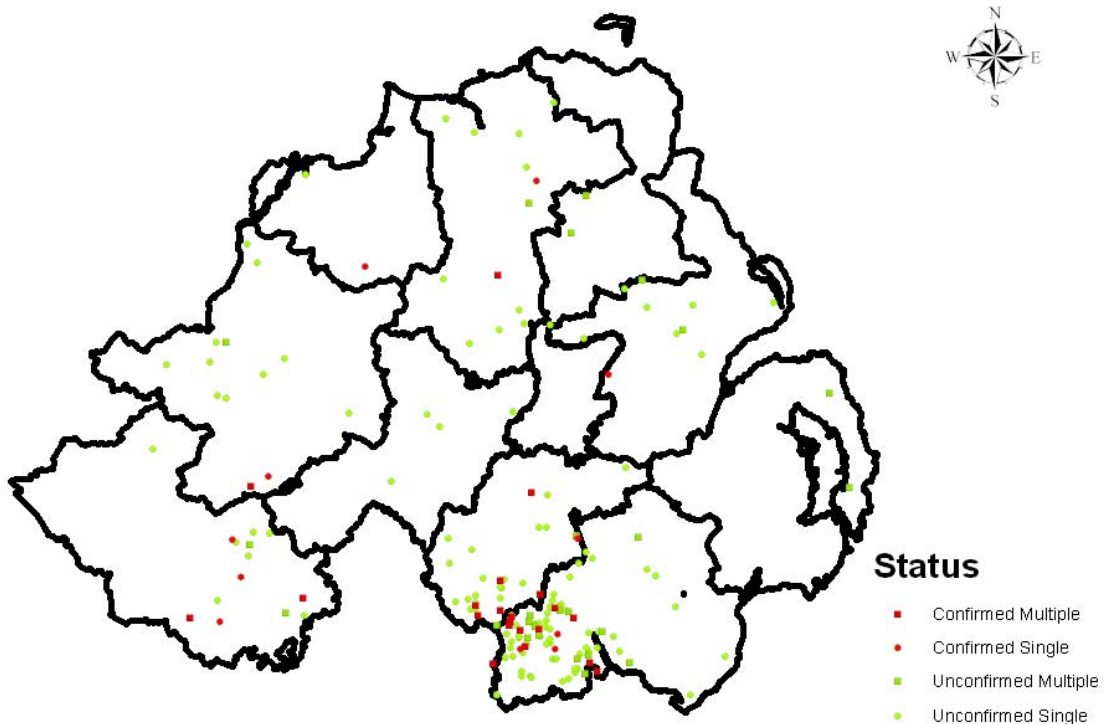 N
W E
S
Status
Confirmed Multiple
Confirmed Single
Unconfirmed Multiple
Unconfirmed Single